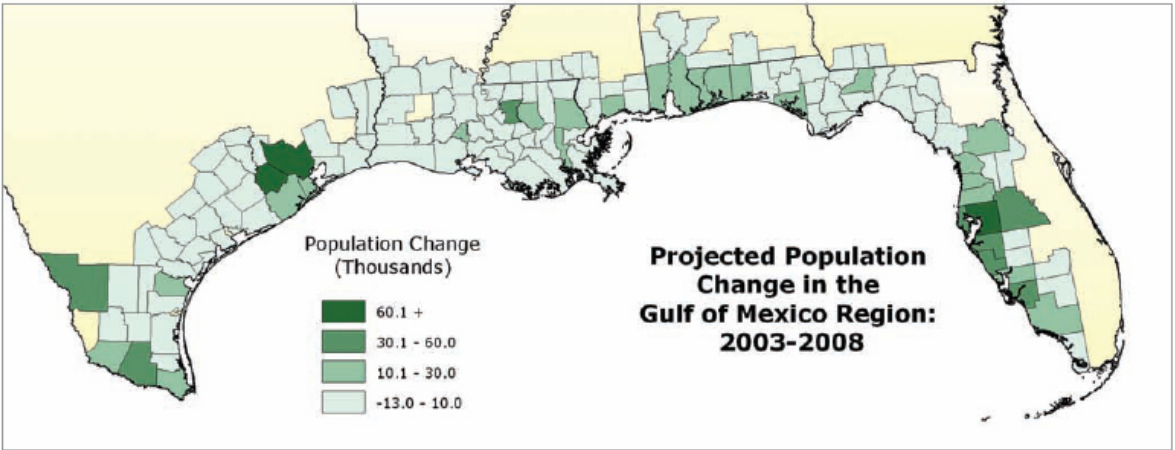 Population Change
(Thousands)
60.1 +
30.1 - 60.0
10.1 - 30.0
-13.0 - 10.0
Projected Population
Change in the
Gulf of Mexico Region:
2003-2008